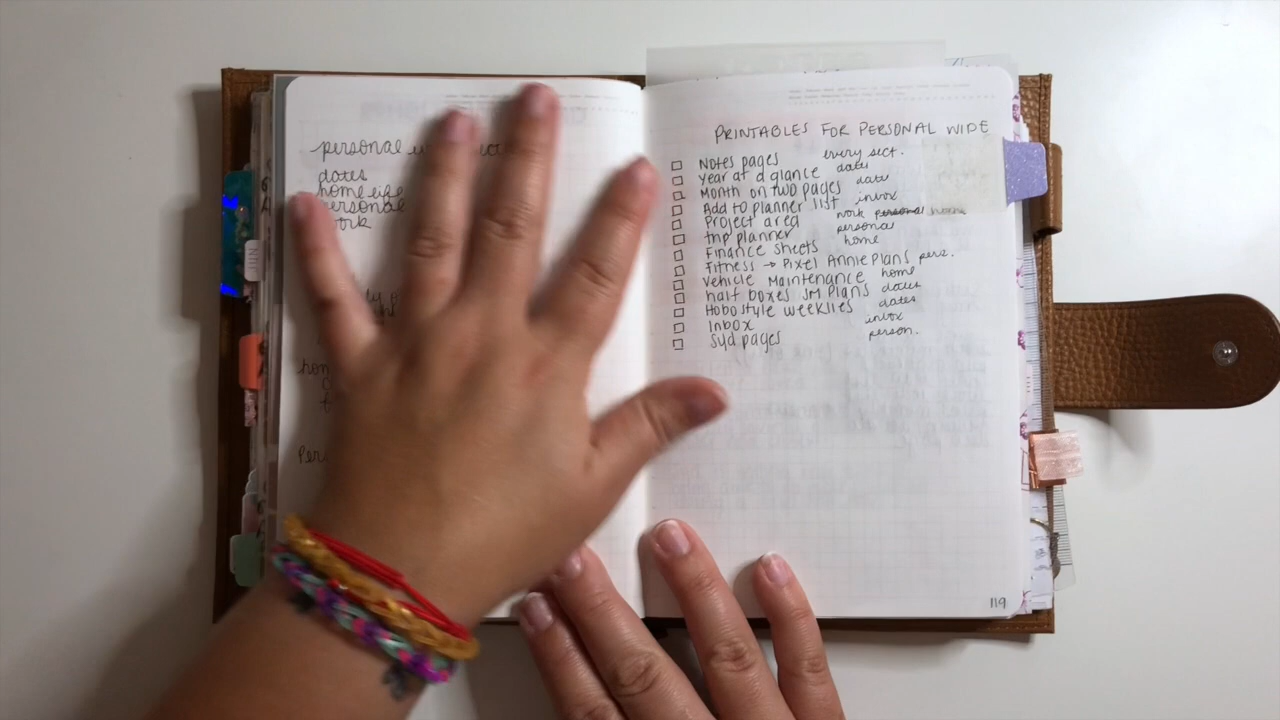 personal
dates
home life
personal
work
PRINTABLES FOR PERSONAL WIDE
Notes pages every sect.
Year at a glance dates
Month on two pages dates
Add to planner list inbox
Project area work personal home
trip planner personal
Finance sheets home
Fitness → Pixel Annie Plans pers.
Vehicle Maintenance home
half boxes JM Plans dates
Hobo style weeklies dates
Inbox inbox
Syd pages person.
119